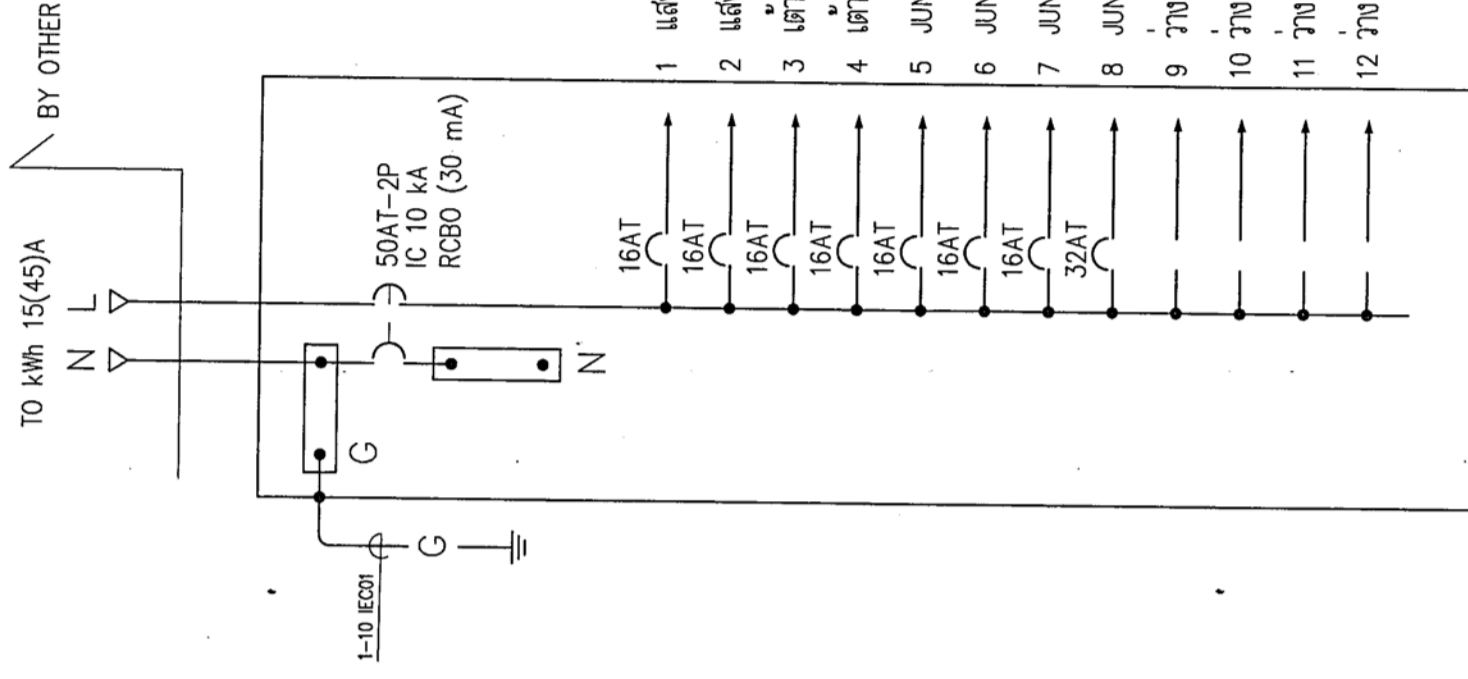 BY OTHER
TO kWh 15(45)A
N
L
50AT-2P
IC 10 kA
RCBO (30 mA)
G
N
1-10 IEC01
G
16AT
1
16AT
2
16AT
3
16AT
4
16AT
5 JUN
16AT
6 JUN
16AT
7 JUN
32AT
8 JUN
9 ว่าง
10 ว่าง
11 ว่าง
12 ว่าง